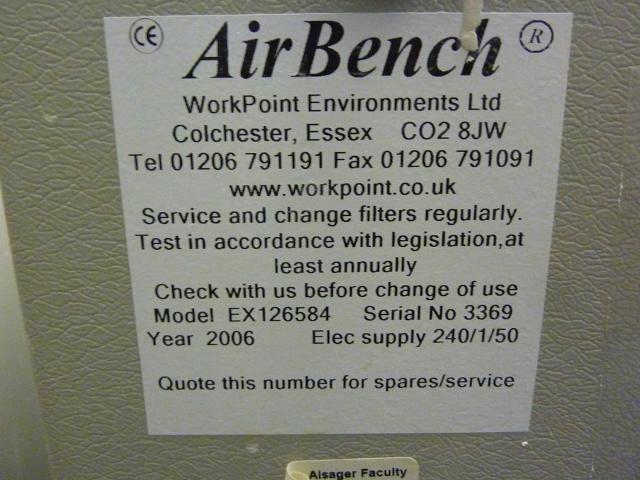 CE AirBench ®
WorkPoint Environments Ltd
Colchester, Essex CO2 8JW
Tel 01206 791191 Fax 01206 791091
www.workpoint.co.uk
Service and change filters regularly.
Test in accordance with legislation,at
least annually
Check with us before change of use
Model EX126584 Serial No 3369
Year 2006 Elec supply 240/1/50
Quote this number for spares/service
Alsager Faculty